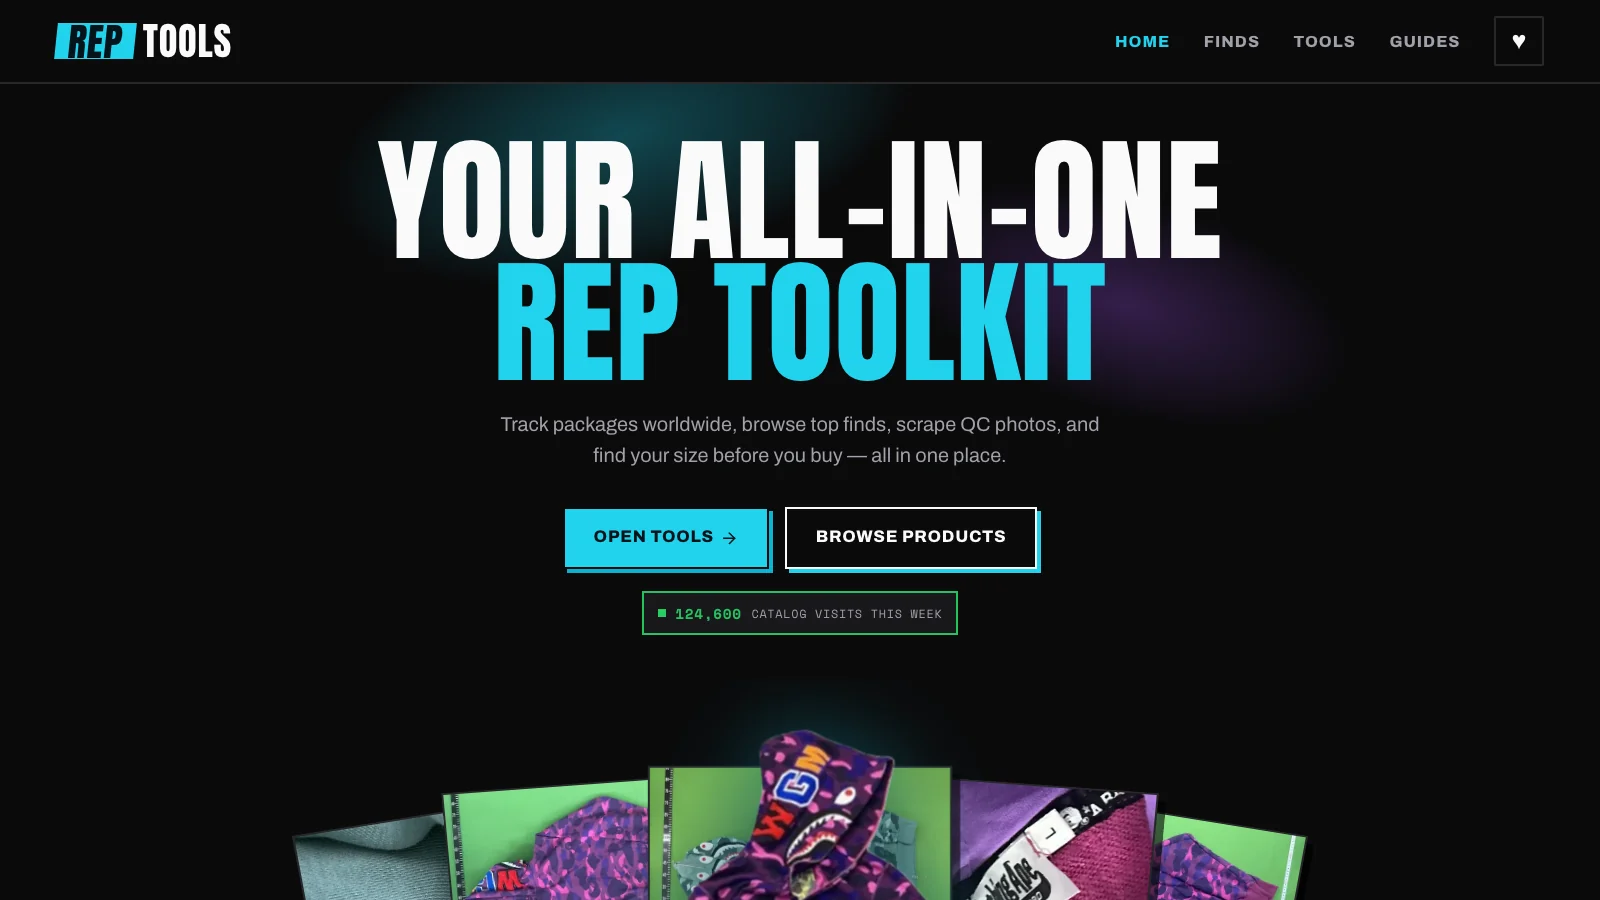 REP TOOLS
HOME
FINDS
TOOLS
GUIDES
YOUR ALL-IN-ONE
REP TOOLKIT
Track packages worldwide, browse top finds, scrape QC photos, and
find your size before you buy — all in one place.
OPEN TOOLS →
BROWSE PRODUCTS
124,600 CATALOG VISITS THIS WEEK
WGM
L